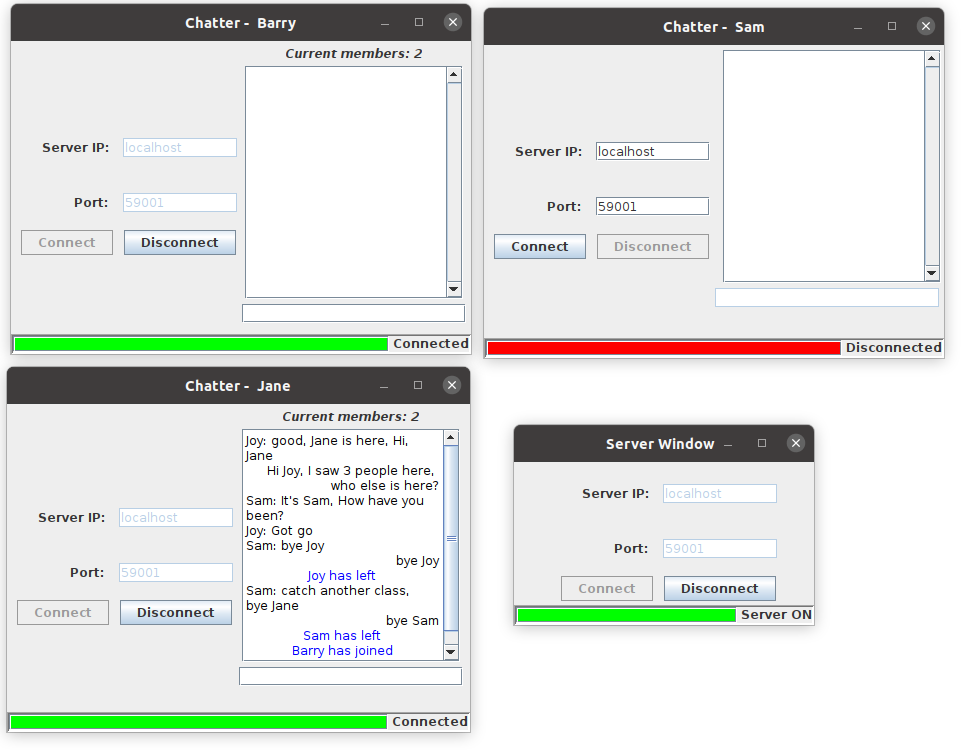 Chatter -  Barry
Current members: 2
Server IP: localhost
Port: 59001
Connect Disconnect
Connected
Chatter -  Sam
Server IP: localhost
Port: 59001
Connect Disconnect
Disconnected
Chatter -  Jane
Current members: 2
Joy: good, Jane is here, Hi,
Jane
Hi Joy, I saw 3 people here,
who else is here?
Sam: It's Sam, How have you
been?
Joy: Got go
Sam: bye Joy
bye Joy
Joy has left
Sam: catch another class,
bye Jane
bye Sam
Sam has left
Barry has joined
Server IP: localhost
Port: 59001
Connect Disconnect
Connected
Server Window
Server IP: localhost
Port: 59001
Connect Disconnect
Server ON